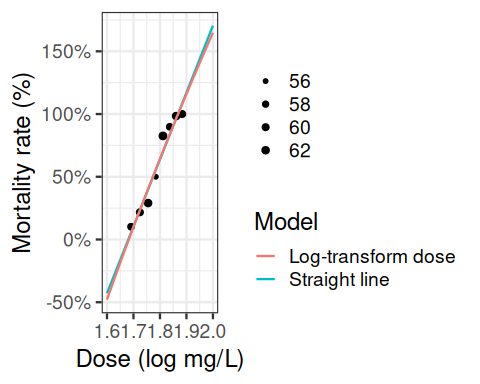 150%
100%
50%
0%
-50%
Mortality rate (%)
1.61.71.81.92.0
Dose (log mg/L)
56
58
60
62
Model
Log-transform dose
Straight line